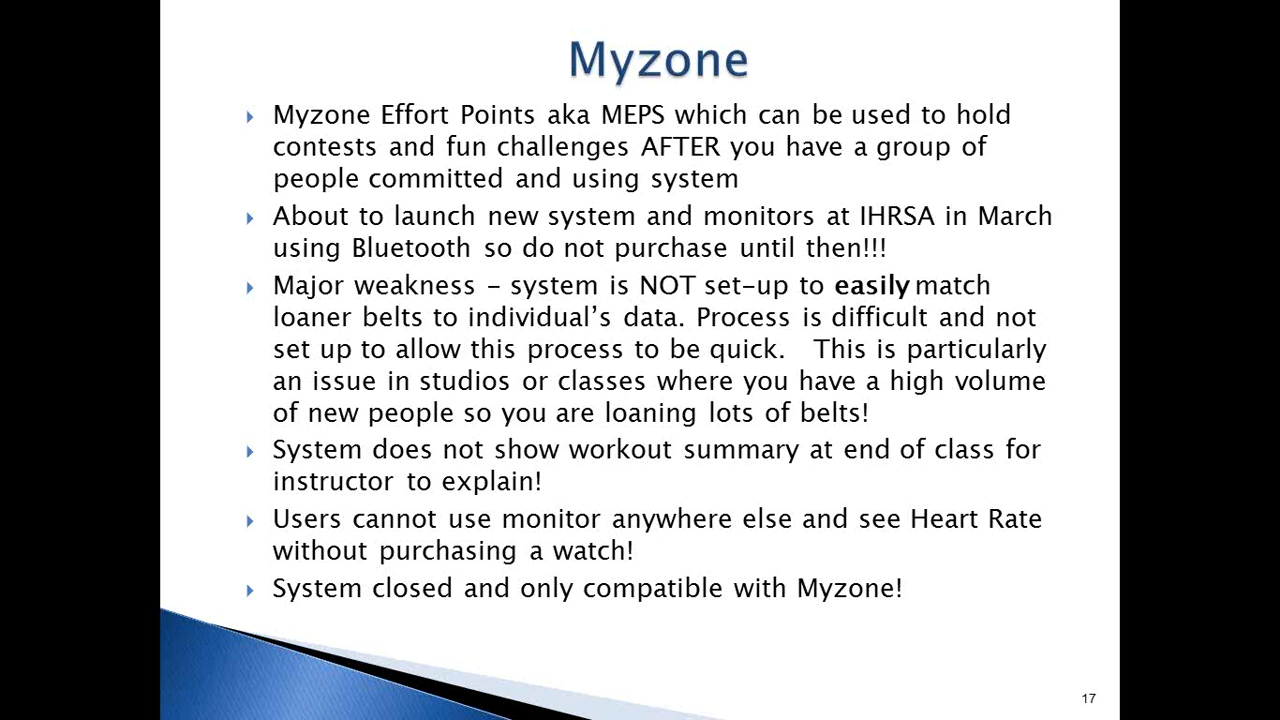 Myzone
Myzone Effort Points aka MEPS which can be used to hold
contests and fun challenges AFTER you have a group of
people committed and using system
About to launch new system and monitors at IHRSA in March
using Bluetooth so do not purchase until then!!!
Major weakness – system is NOT set-up to easily match
loaner belts to individual’s data. Process is difficult and not
set up to allow this process to be quick. This is particularly
an issue in studios or classes where you have a high volume
of new people so you are loaning lots of belts!
System does not show workout summary at end of class for
instructor to explain!
Users cannot use monitor anywhere else and see Heart Rate
without purchasing a watch!
System closed and only compatible with Myzone!
17